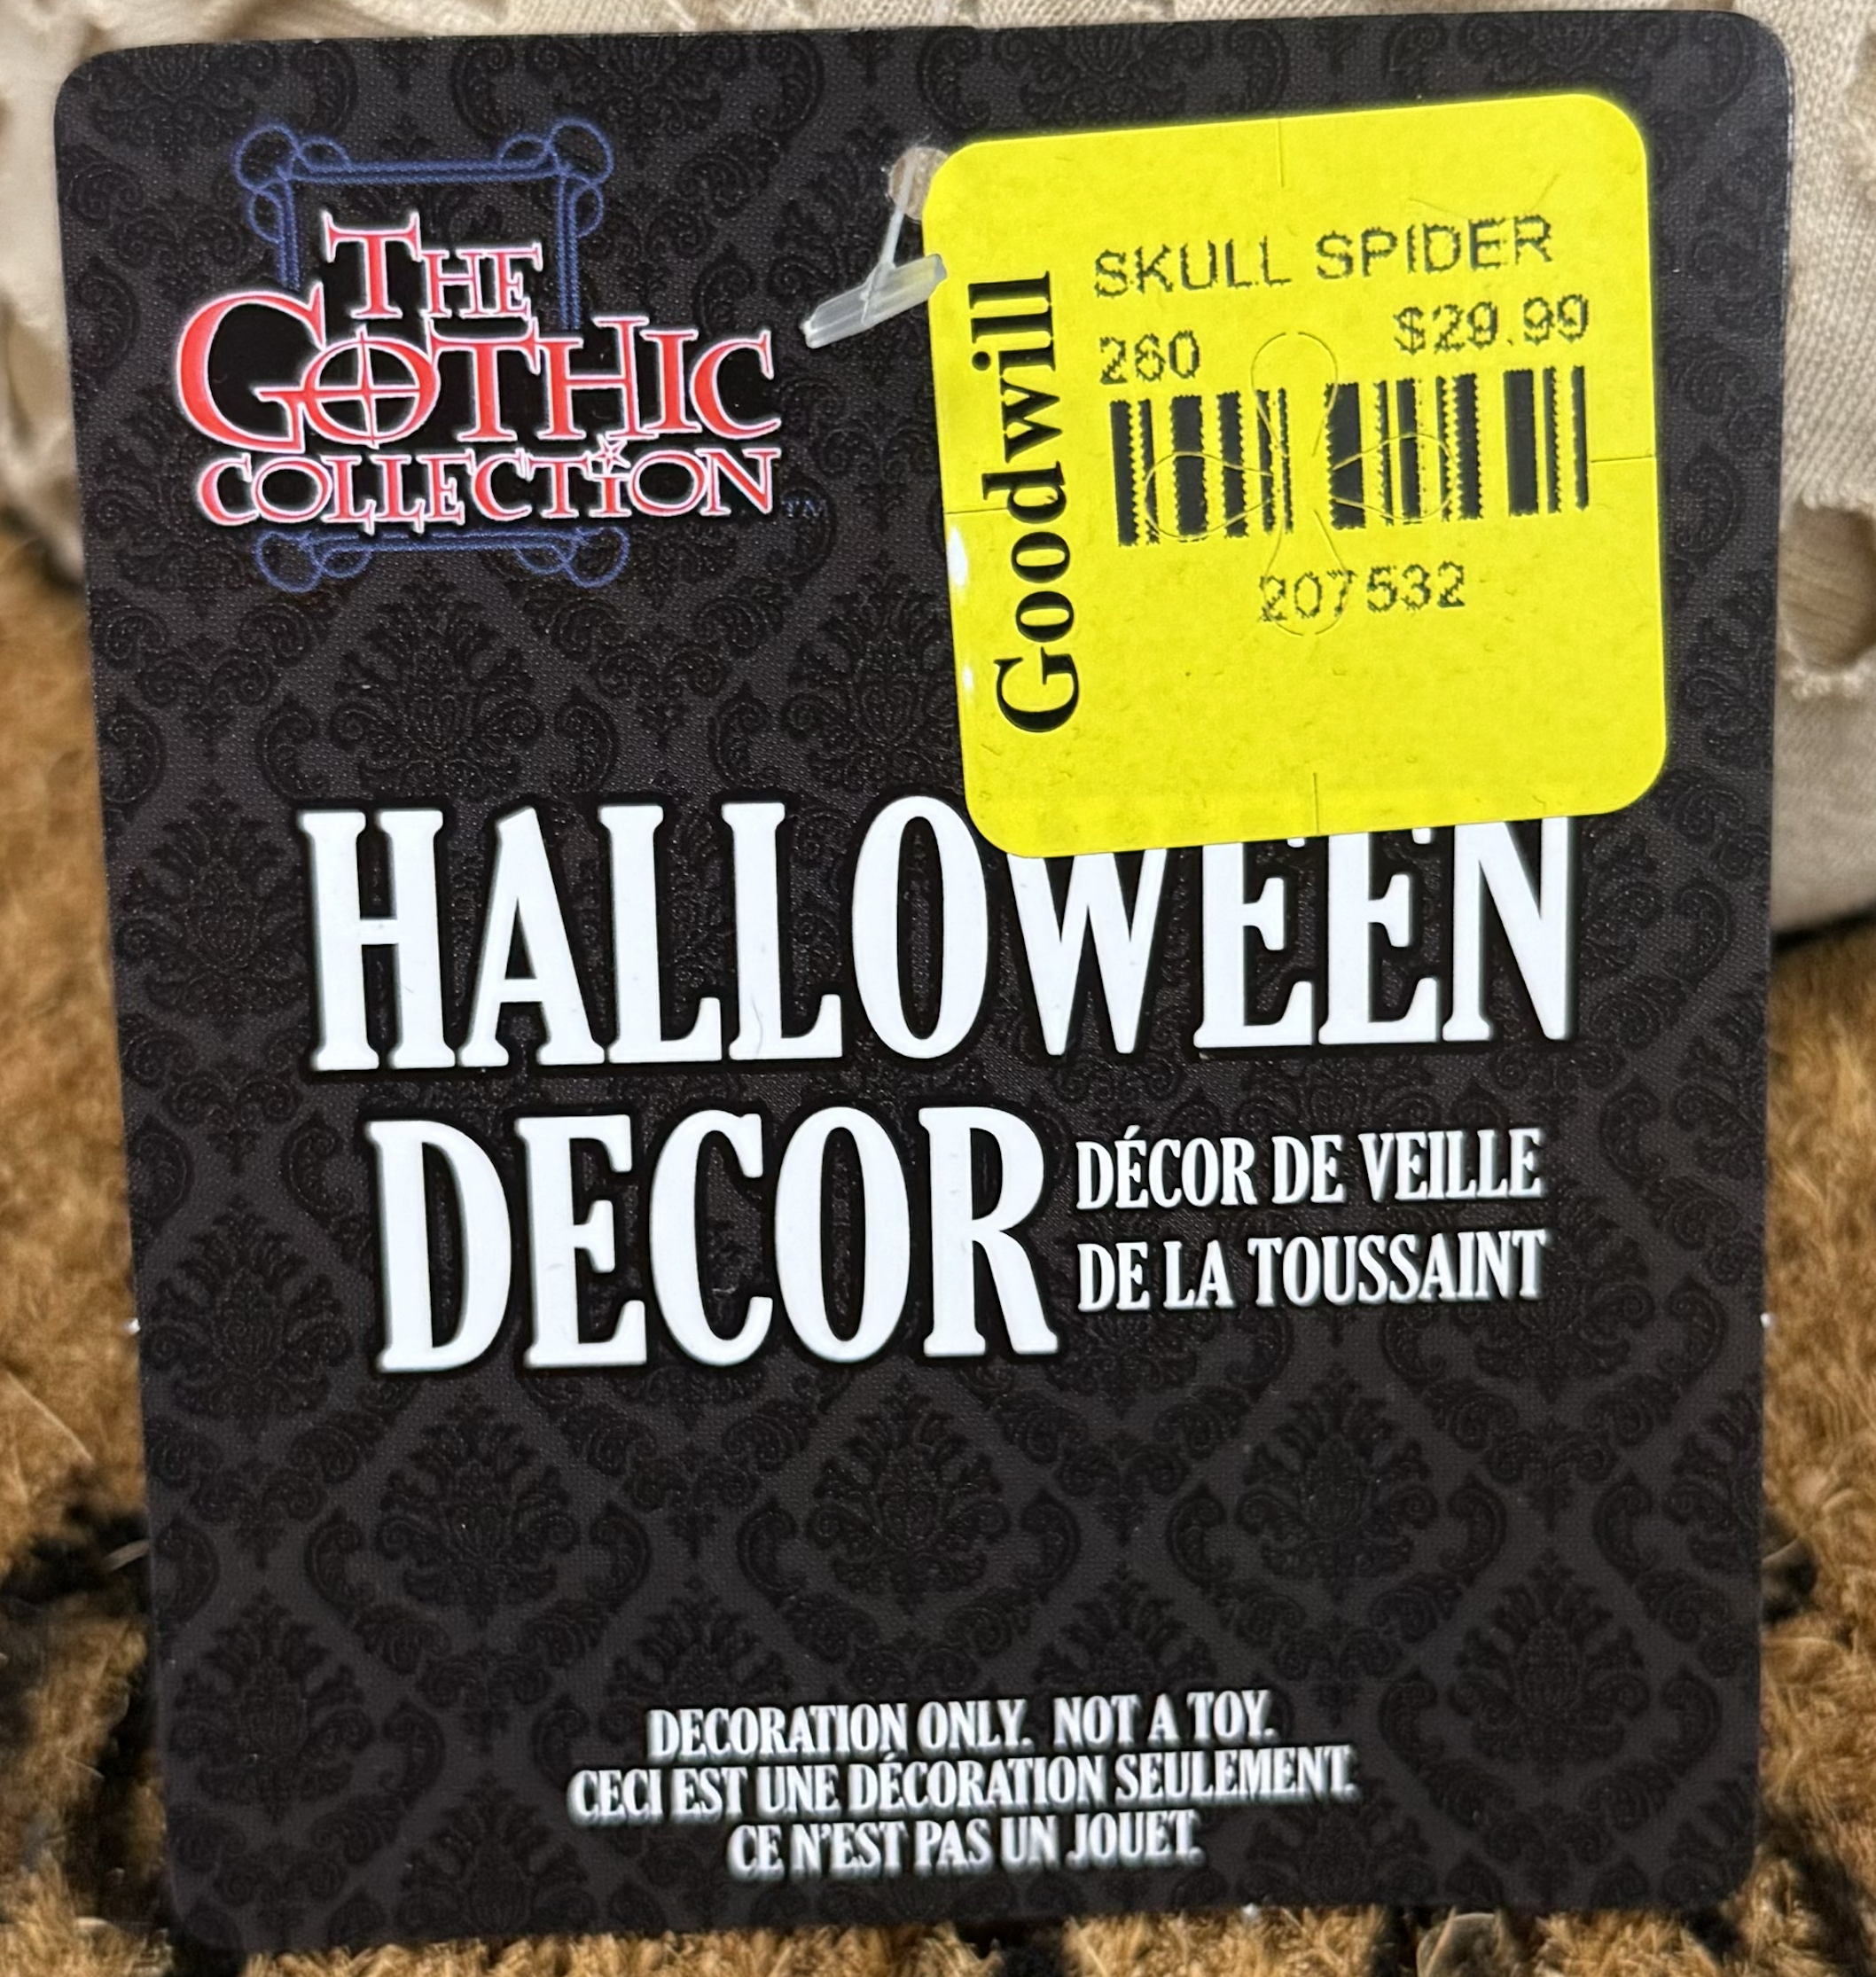 THE
GOTHIC
COLLECTION™
Goodwill
SKULL SPIDER
260 $29.99
207532
HALLOWEEN
DECOR
DÉCOR DE VEILLE
DE LA TOUSSAINT
DECORATION ONLY. NOT A TOY.
CECI EST UNE DÉCORATION SEULEMENT.
CE N'EST PAS UN JOUET.